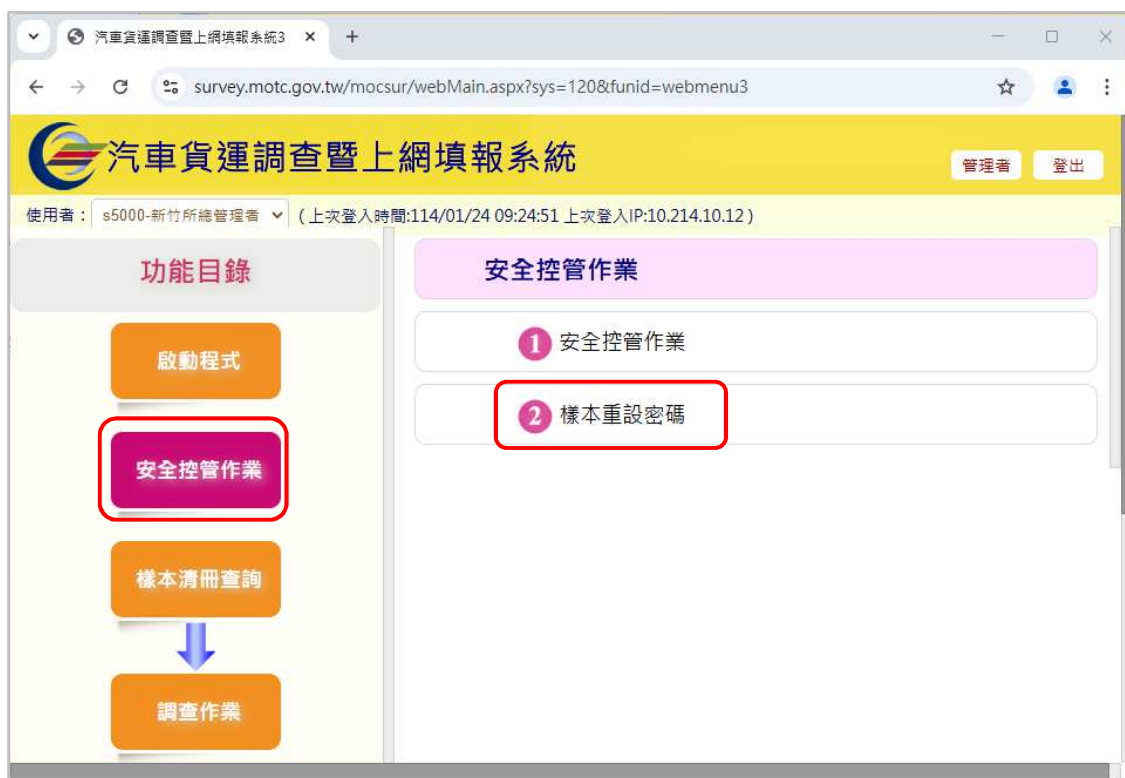 汽車貨運調查暨上網填報系統3
survey.motc.gov.tw/mocsur/webMain.aspx?sys=120&funid=webmenu3
汽車貨運調查暨上網填報系統
管理者 登出
使用者： s5000-新竹所總管理者 (上次登入時間:114/01/24 09:24:51 上次登入IP:10.214.10.12)
功能目錄
啟動程式
安全控管作業
樣本清冊查詢
調查作業
安全控管作業
1 安全控管作業
2 樣本重設密碼